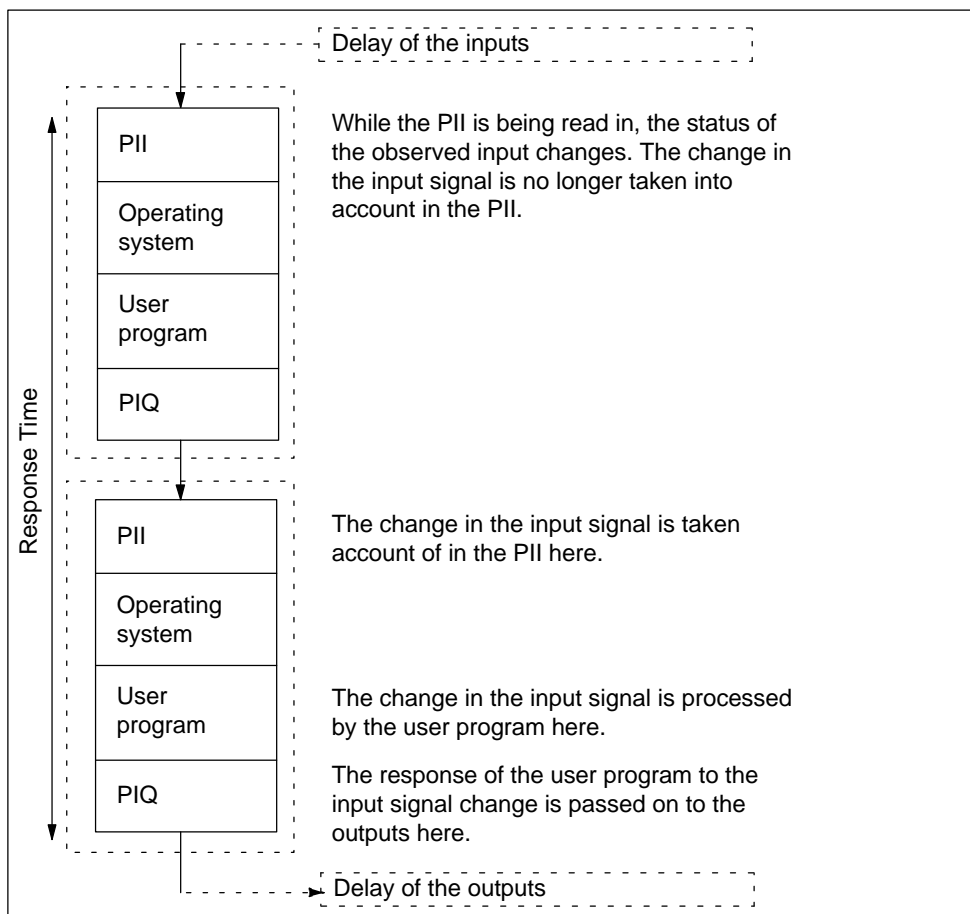 Delay of the inputs
PII
While the PII is being read in, the status of
the observed input changes. The change in
the input signal is no longer taken into
account in the PII.
Operating
system
User
program
PIQ
Response Time
PII
The change in the input signal is taken
account of in the PII here.
Operating
system
User
program
The change in the input signal is processed
by the user program here.
PIQ
The response of the user program to the
input signal change is passed on to the
outputs here.
Delay of the outputs